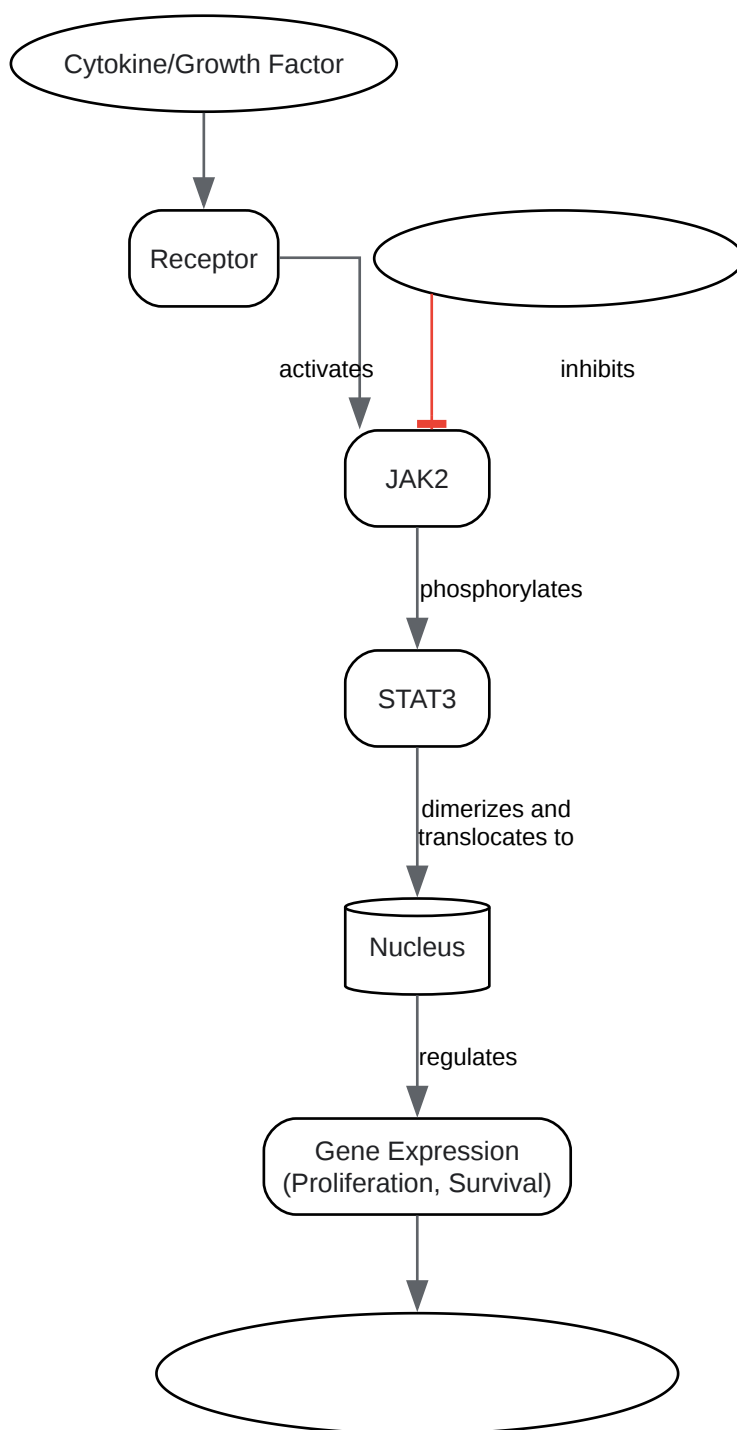 Cytokine/Growth Factor
Receptor
activates
inhibits
JAK2
phosphorylates
STAT3
dimerizes and
translocates to
Nucleus
regulates
Gene Expression
(Proliferation, Survival)